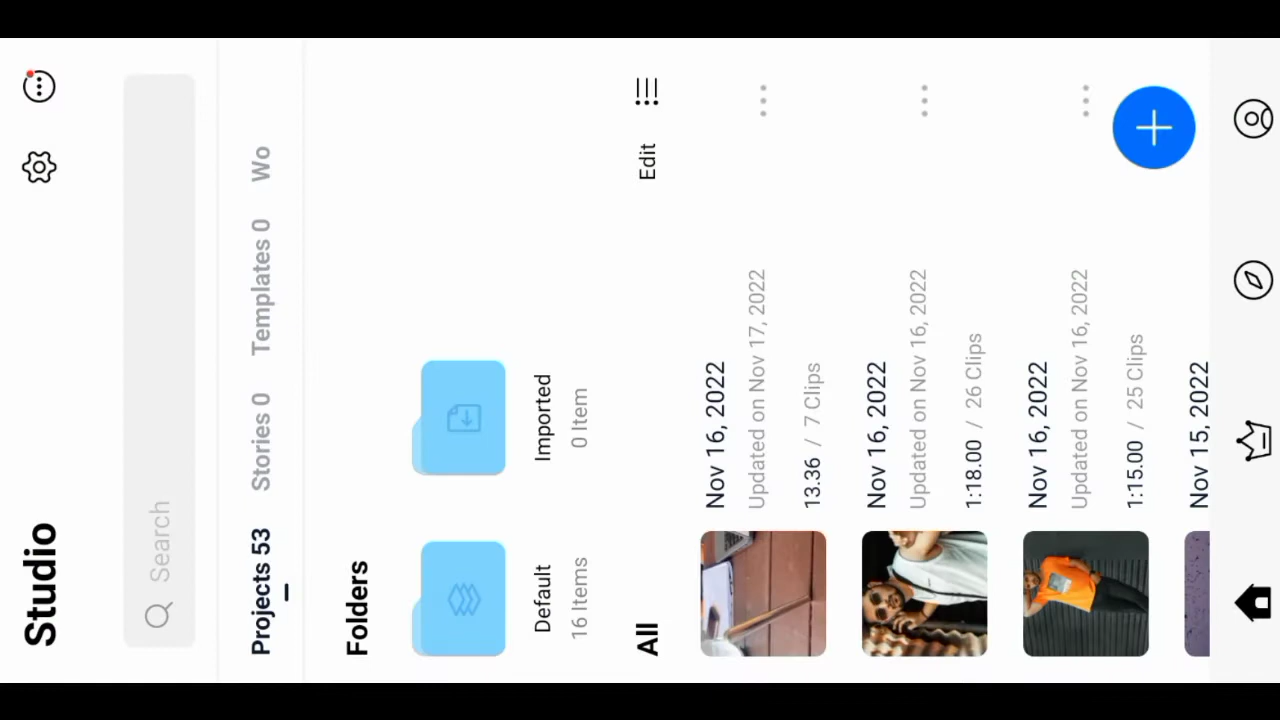 Studio
Search
Projects 53 Stories 0 Templates 0 Wo
Folders
Default
16 Items
Imported
0 Item
All Edit
Nov 16, 2022
Updated on Nov 17, 2022
13.36 / 7 Clips
Nov 16, 2022
Updated on Nov 16, 2022
1:18.00 / 26 Clips
Nov 16, 2022
Updated on Nov 16, 2022
1:15.00 / 25 Clips
Nov 15, 2022